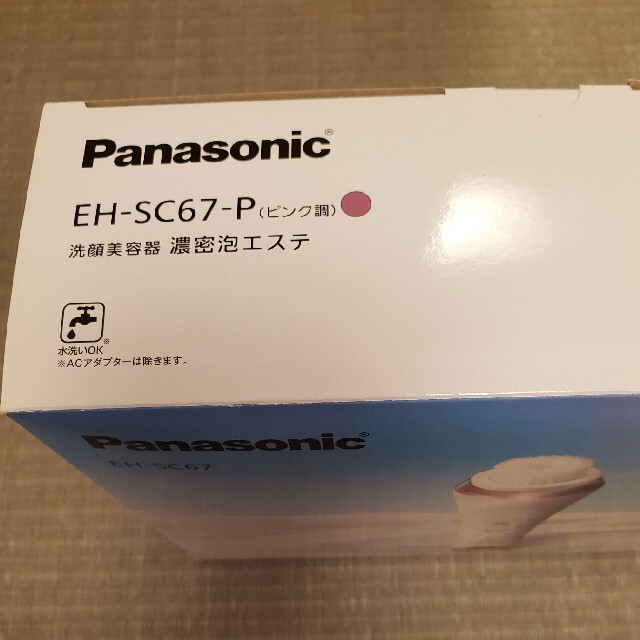 Panasonic®
EH-SC67-P(ピンク調)
洗顔美容器 濃密泡エステ
水洗いOK※
※ACアダプターは除きます。
Panasonic®
EH-SC67